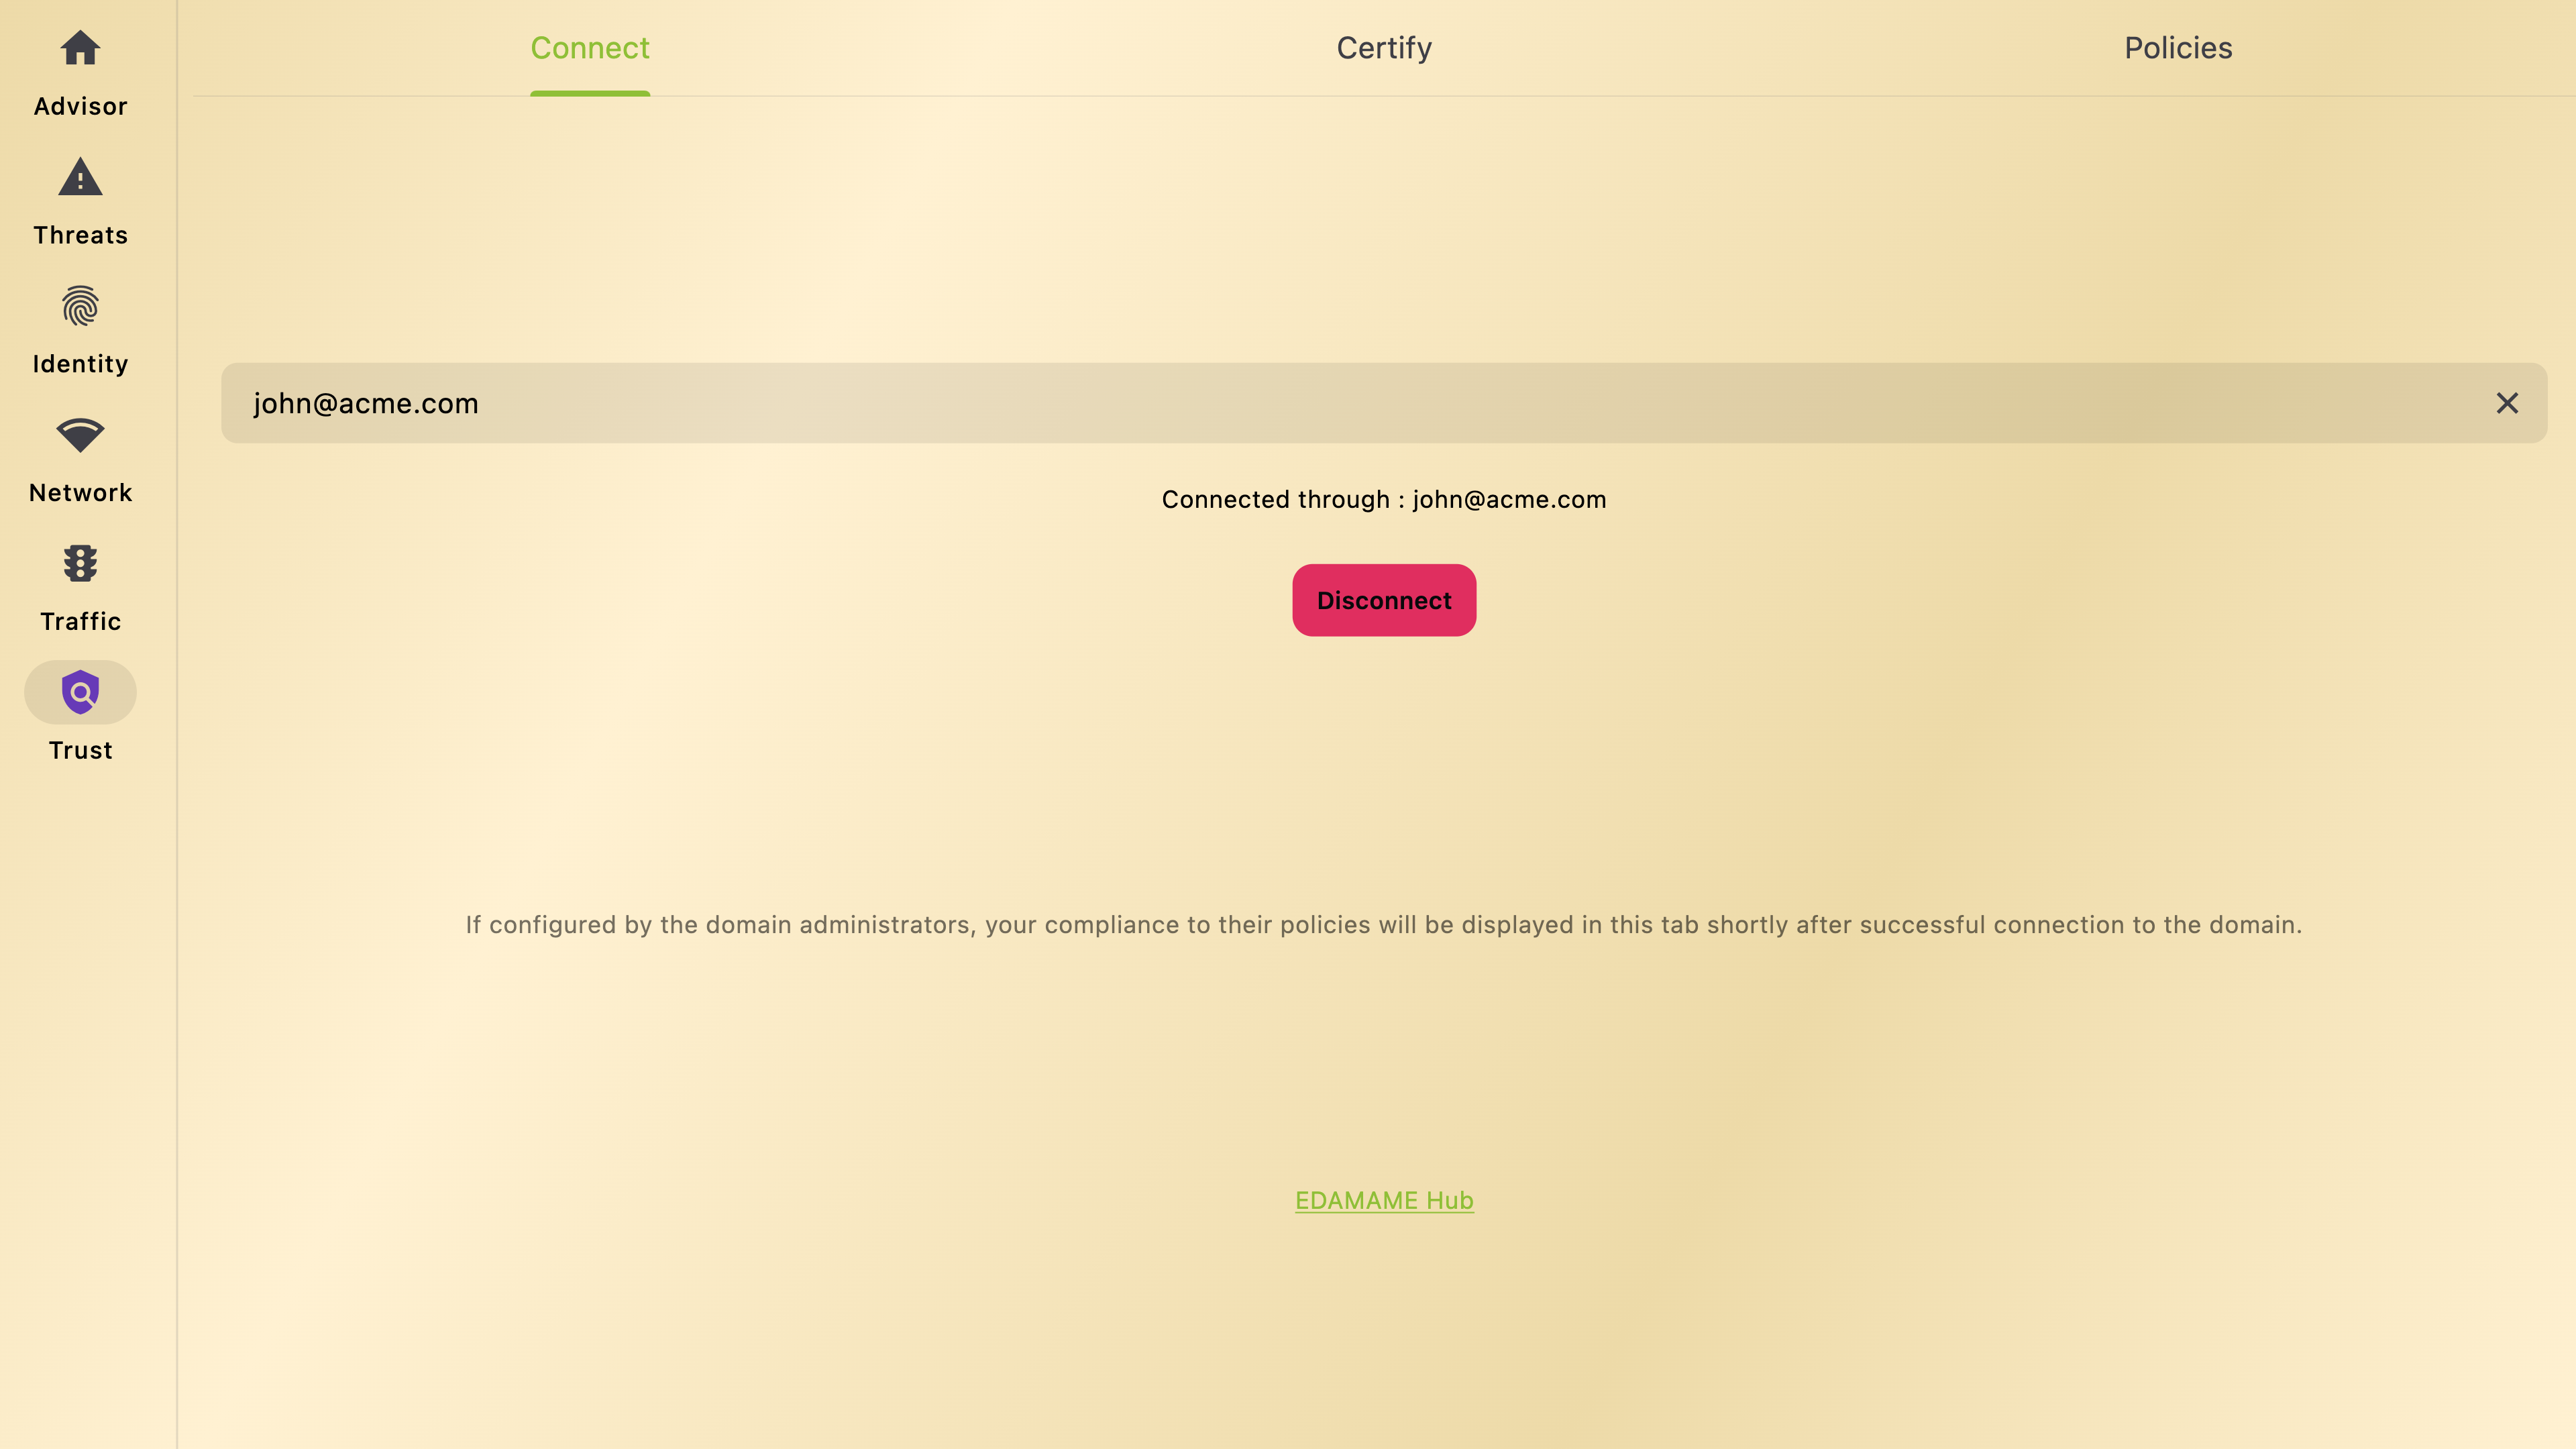 Connect
Certify
Policies
Advisor
Threats
Identity
Network
Traffic
Trust
john@acme.com
Connected through : john@acme.com
Disconnect
If configured by the domain administrators, your compliance to their policies will be displayed in this tab shortly after successful connection to the domain.
EDAMAME Hub